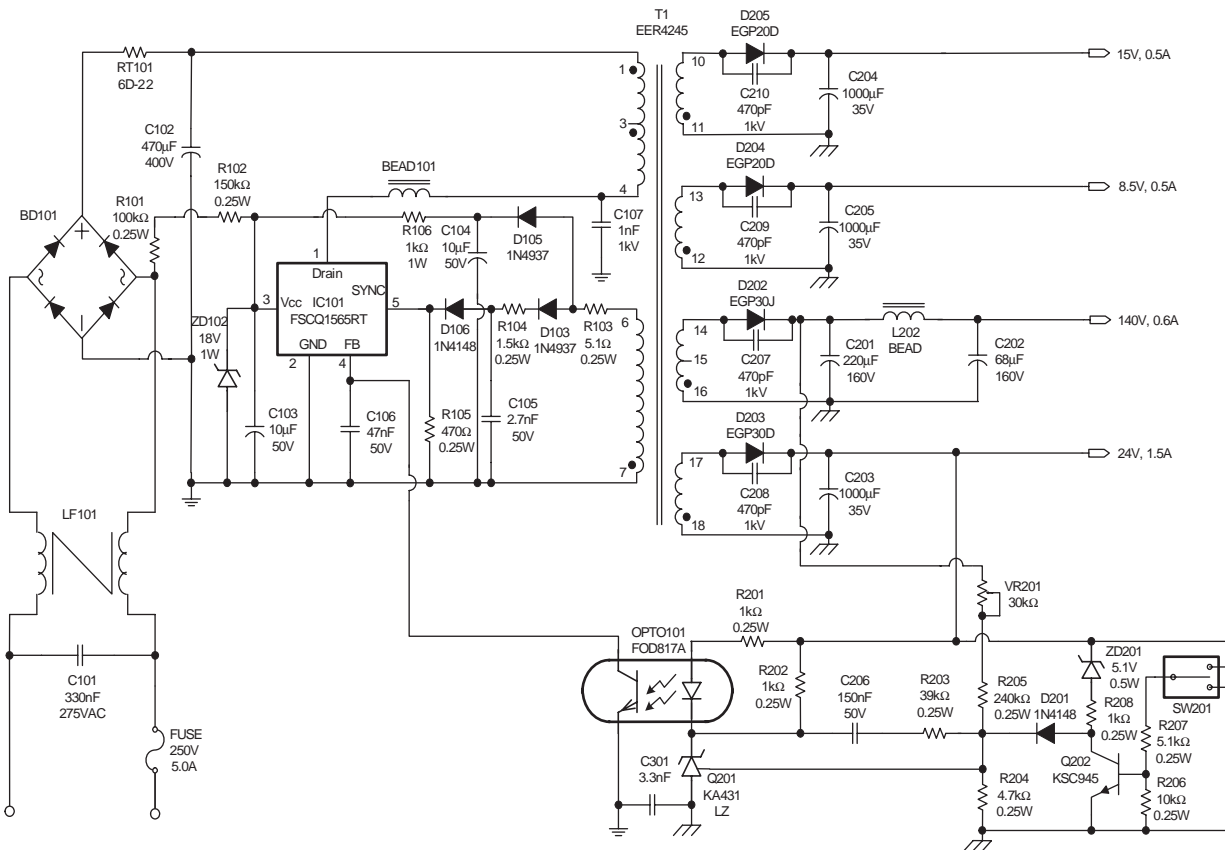 T1
EER4245
D205
EGP20D
RT101
6D-22
1
3
4
10
11
C210
470pF
1kV
C204
1000μF
35V
15V, 0.5A
C102
470μF
400V
BEAD101
D204
EGP20D
13
12
C209
470pF
1kV
C205
1000μF
35V
8.5V, 0.5A
BD101
R101
100kΩ
0.25W
R102
150kΩ
0.25W
R106
1kΩ
1W
C104
10μF
50V
D105
1N4937
C107
1nF
1kV
1
Drain
SYNC
3
Vcc
IC101
FSCQ1565RT
5
GND
FB
2
4
ZD102
18V
1W
D106
1N4148
R104
1.5kΩ
0.25W
D103
1N4937
R103
5.1Ω
0.25W
6
7
D202
EGP30J
14
15
16
C207
470pF
1kV
C201
220μF
160V
L202
BEAD
C202
68μF
160V
140V, 0.6A
C103
10μF
50V
C106
47nF
50V
R105
470Ω
0.25W
C105
2.7nF
50V
D203
EGP30D
17
18
C208
470pF
1kV
C203
1000μF
35V
24V, 1.5A
LF101
C101
330nF
275VAC
FUSE
250V
5.0A
OPTO101
FOD817A
R201
1kΩ
0.25W
VR201
30kΩ
R202
1kΩ
0.25W
C206
150nF
50V
R203
39kΩ
0.25W
R205
240kΩ
0.25W
D201
1N4148
ZD201
5.1V
0.5W
R208
1kΩ
0.25W
SW201
R207
5.1kΩ
0.25W
C301
3.3nF
Q201
KA431
LZ
R204
4.7kΩ
0.25W
Q202
KSC945
R206
10kΩ
0.25W